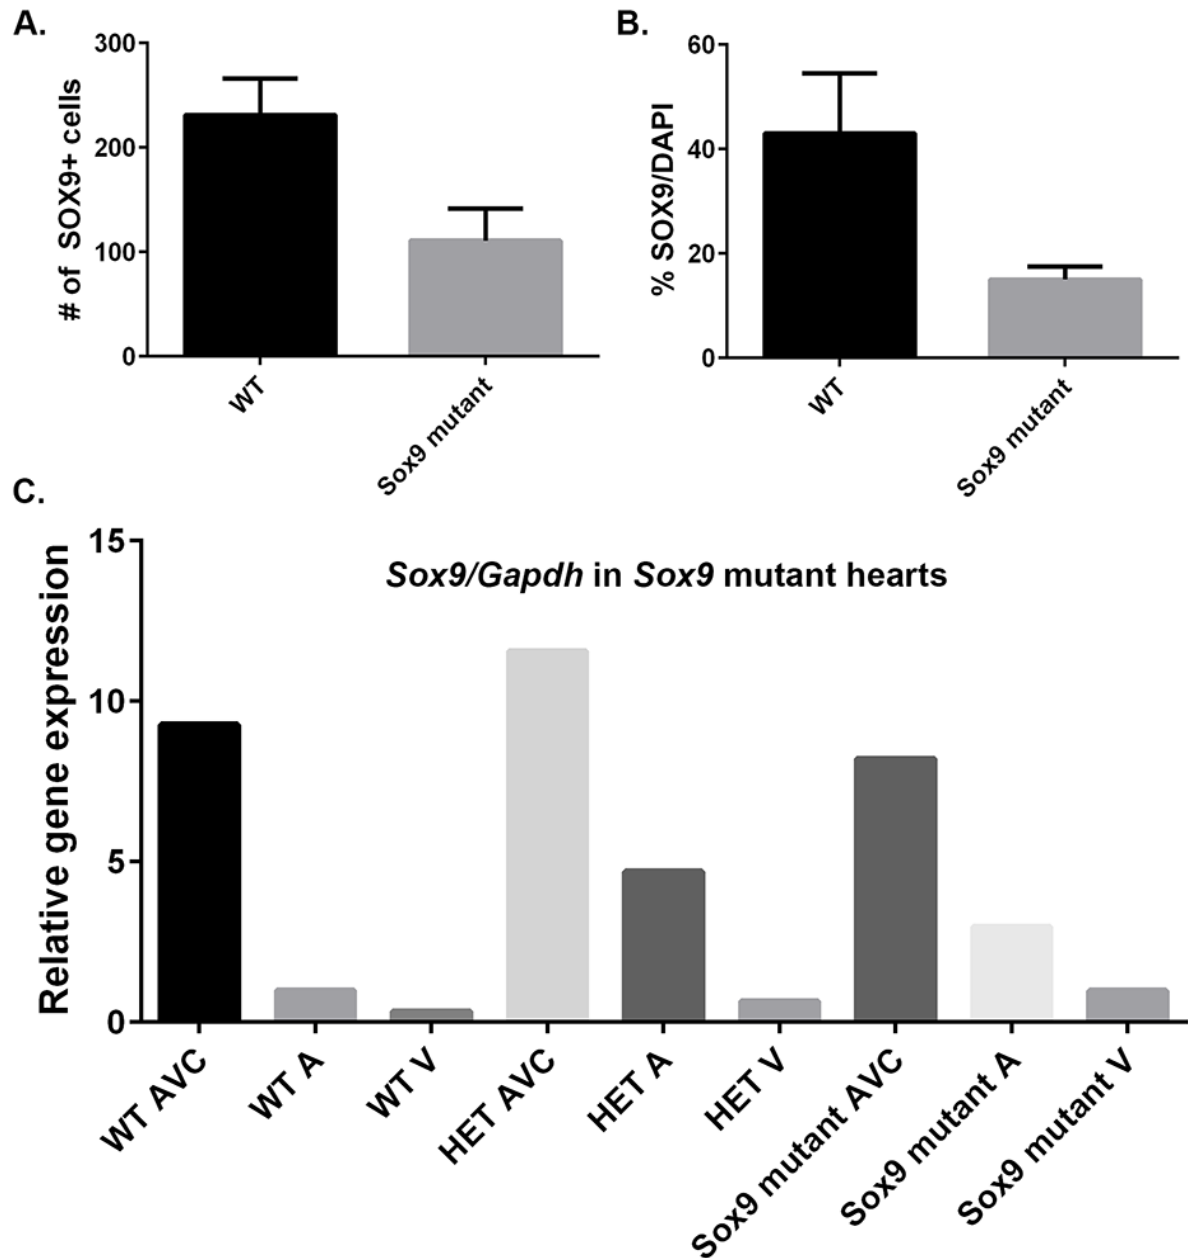 A.
# of SOX9+ cells
300
200
100
0
WT
Sox9 mutant
B.
% SOX9/DAPI
60
40
20
0
WT
Sox9 mutant
C.
Sox9/Gapdh in Sox9 mutant hearts
Relative gene expression
15
10
5
0
WT AVC
WT A
WT V
HET AVC
HET A
HET V
Sox9 mutant AVC
Sox9 mutant A
Sox9 mutant V